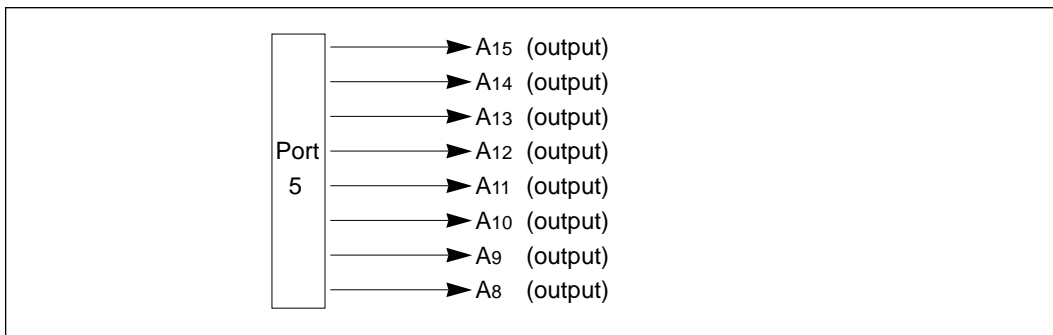 A15 (output)
A14 (output)
A13 (output)
Port
5
A12 (output)
A11 (output)
A10 (output)
A9 (output)
A8 (output)